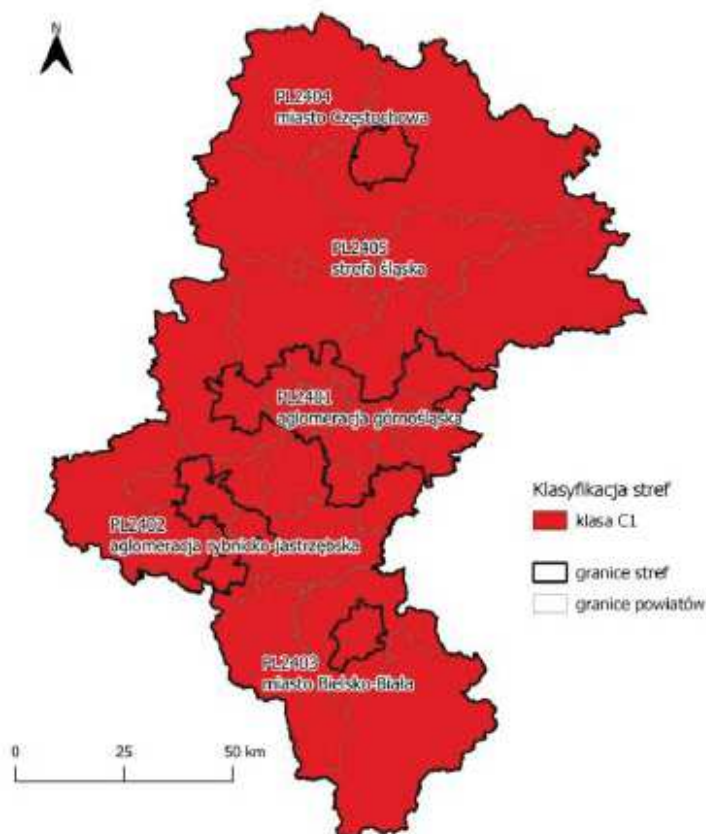 N
PL2404
miasto Częstochowa
PL2405
strefa śląska
PL2401
aglomeracja górnośląska
Klasyfikacja stref
klasa C1
PL2402
aglomeracja rybnicko-jastrzębska
granice stref
granice powiatów
PL2403
miasto Bielsko-Biała
0 25 50 km